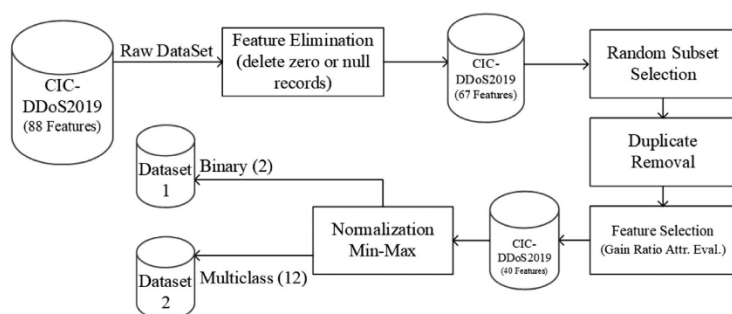 CIC-
DDoS2019
(88 Features)
Raw DataSet
Feature Elimination
(delete zero or null
records)
CIC-
DDoS2019
(67 Features)
Random Subset
Selection
Duplicate
Removal
Feature Selection
(Gain Ratio Attr. Eval.)
CIC-
DDoS2019
(40 Features)
Normalization
Min-Max
Binary (2)
Dataset
1
Multiclass (12)
Dataset
2